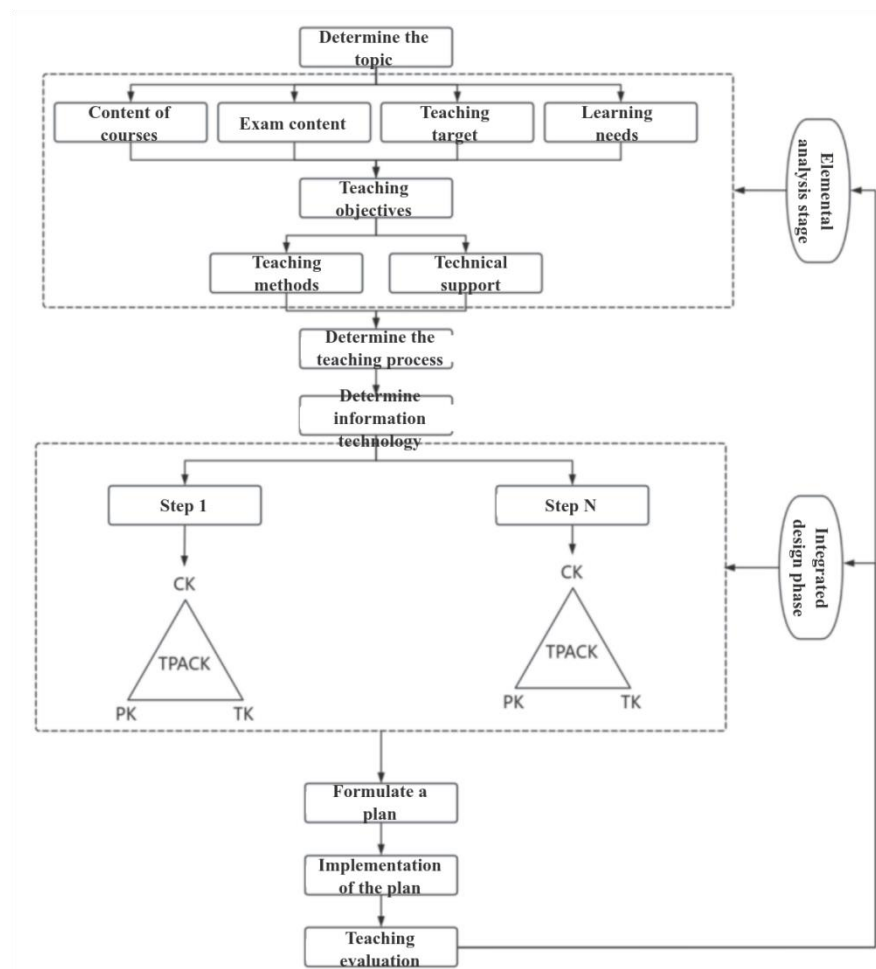 Determine the
topic
Content of
courses
Exam content
Teaching
target
Learning
needs
Elemental
analysis stage
Teaching
objectives
Teaching
methods
Technical
support
Determine the
teaching process
Determine
information
technology
Step 1
Step N
Integrated
design phase
CK
TPACK
PK
TK
CK
TPACK
PK
TK
Formulate a
plan
Implementation
of the plan
Teaching
evaluation